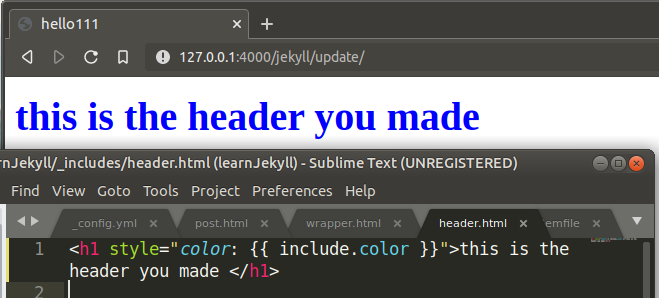 hello111
127.0.0.1:4000/jekyll/update/
this is the header you made
rnJekyll/_includes/header.html (learnJekyll) - Sublime Text (UNREGISTERED)
Find View Goto Tools Project Preferences Help
_config.yml post.html wrapper.html header.html emfile
1 <h1 style="color: {{ include.color }}">this is the
header you made </h1>
2